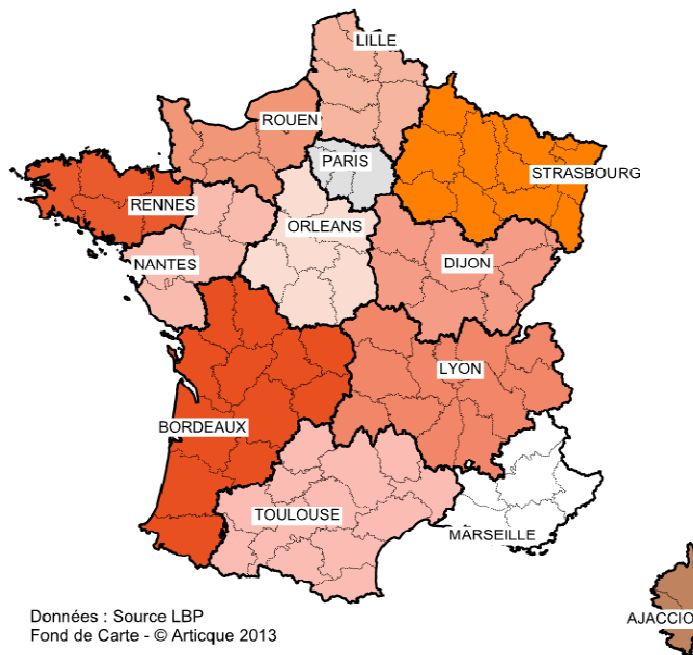 LILLE
ROUEN
PARIS
STRASBOURG
RENNES
ORLEANS
NANTES
DIJON
LYON
BORDEAUX
TOULOUSE
MARSEILLE
AJACCIO
Données : Source LBP
Fond de Carte - © Articque 2013